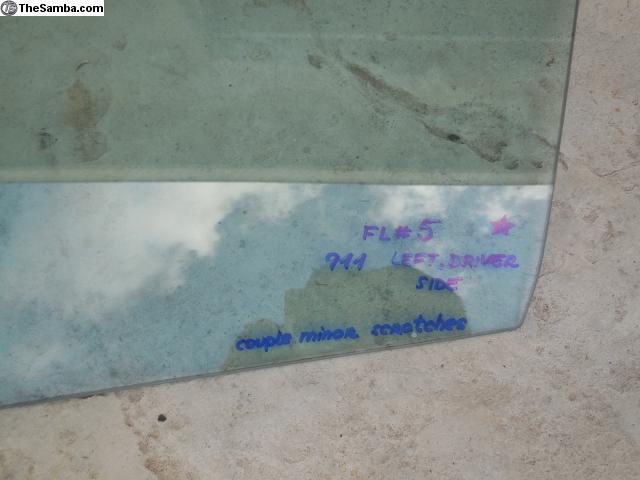 TheSamba.com
FL#5
911 LEFT, DRIVER
SIDE
couple minor scratches